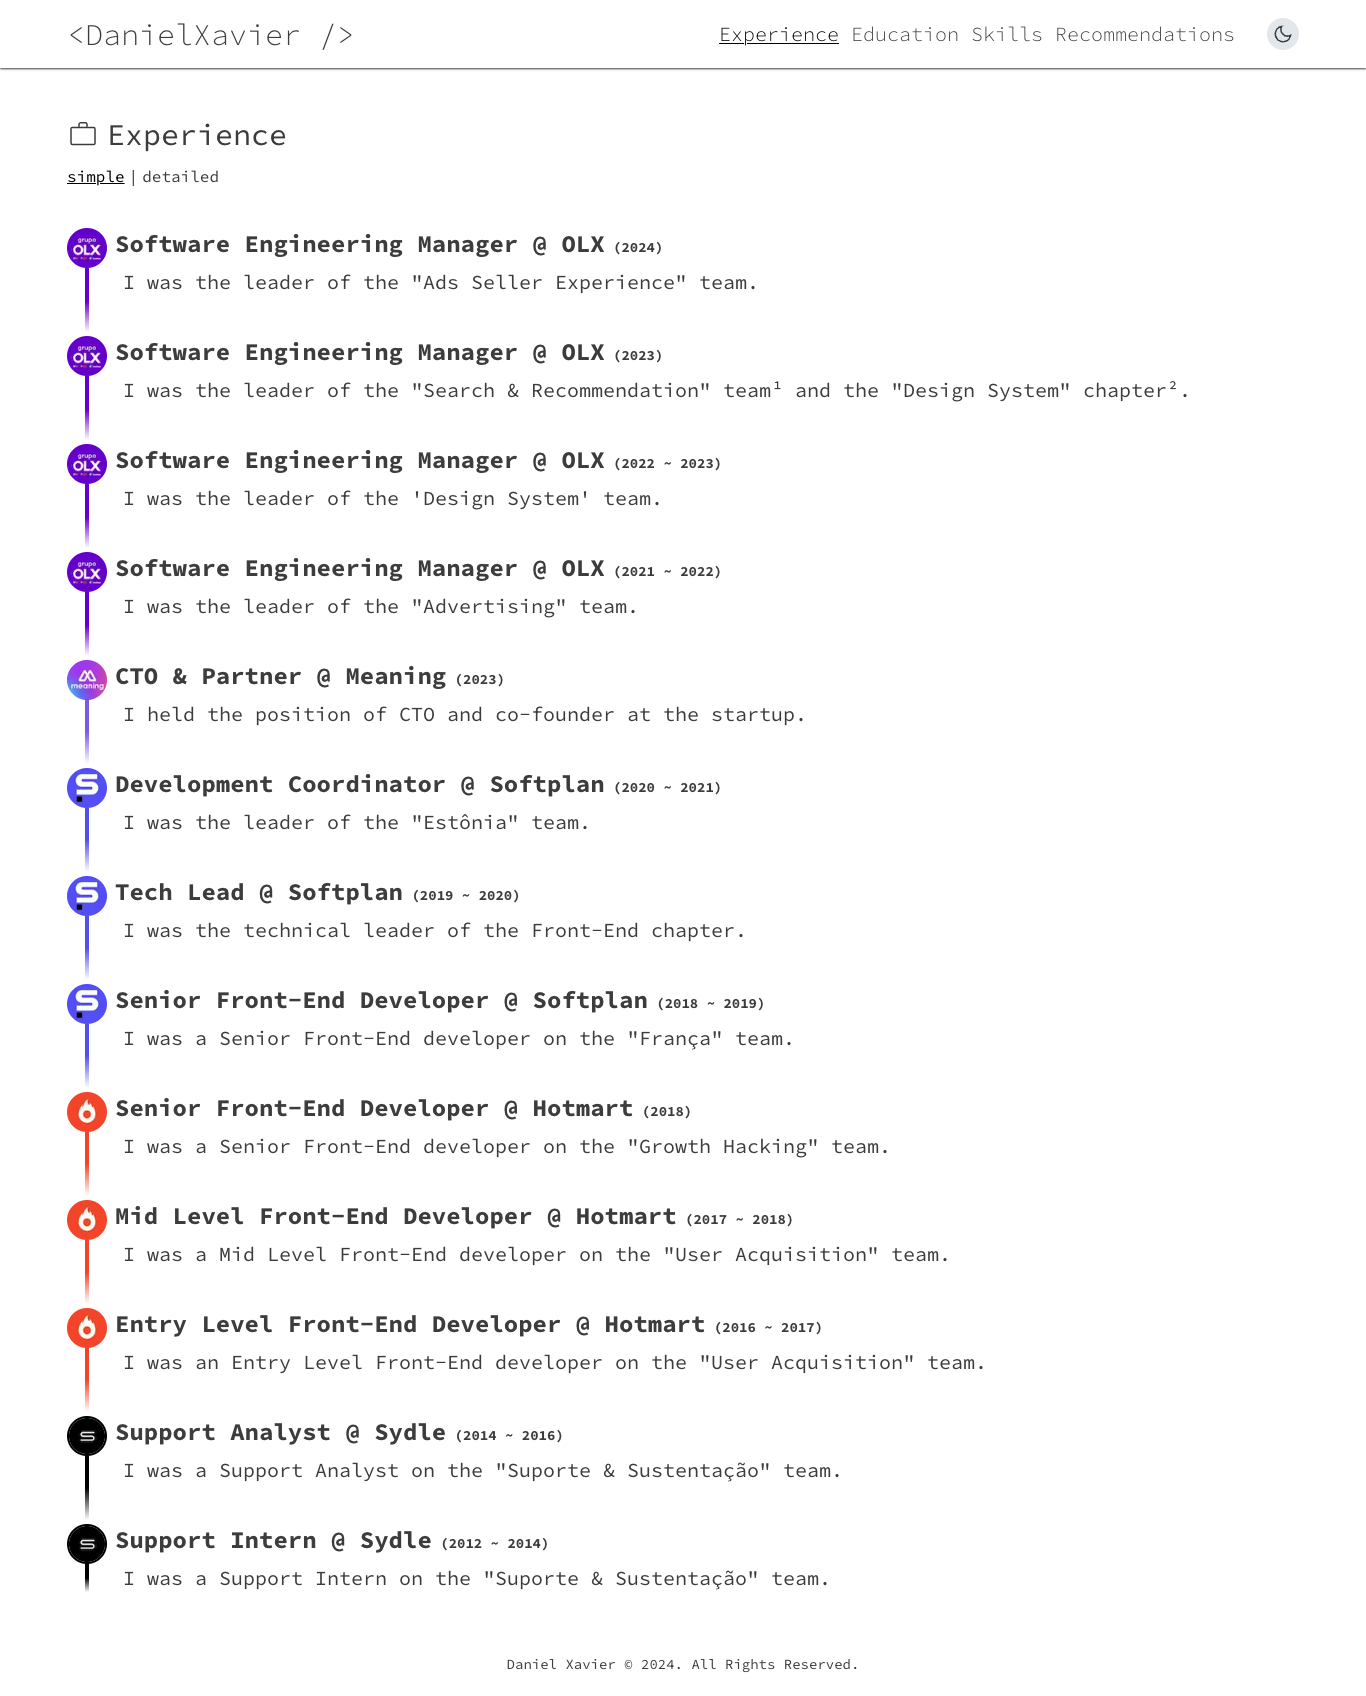 <DanielXavier />
Experience Education Skills Recommendations
Experience
simple | detailed
grupo
OLX
Software Engineering Manager @ OLX (2024)
I was the leader of the "Ads Seller Experience" team.
grupo
OLX
Software Engineering Manager @ OLX (2023)
I was the leader of the "Search & Recommendation" team¹ and the "Design System" chapter².
grupo
OLX
Software Engineering Manager @ OLX (2022 ~ 2023)
I was the leader of the 'Design System' team.
grupo
OLX
Software Engineering Manager @ OLX (2021 ~ 2022)
I was the leader of the "Advertising" team.
meaning
CTO & Partner @ Meaning (2023)
I held the position of CTO and co-founder at the startup.
Development Coordinator @ Softplan (2020 ~ 2021)
I was the leader of the "Estônia" team.
Tech Lead @ Softplan (2019 ~ 2020)
I was the technical leader of the Front-End chapter.
Senior Front-End Developer @ Softplan (2018 ~ 2019)
I was a Senior Front-End developer on the "França" team.
Senior Front-End Developer @ Hotmart (2018)
I was a Senior Front-End developer on the "Growth Hacking" team.
Mid Level Front-End Developer @ Hotmart (2017 ~ 2018)
I was a Mid Level Front-End developer on the "User Acquisition" team.
Entry Level Front-End Developer @ Hotmart (2016 ~ 2017)
I was an Entry Level Front-End developer on the "User Acquisition" team.
Support Analyst @ Sydle (2014 ~ 2016)
I was a Support Analyst on the "Suporte & Sustentação" team.
Support Intern @ Sydle (2012 ~ 2014)
I was a Support Intern on the "Suporte & Sustentação" team.
Daniel Xavier © 2024. All Rights Reserved.